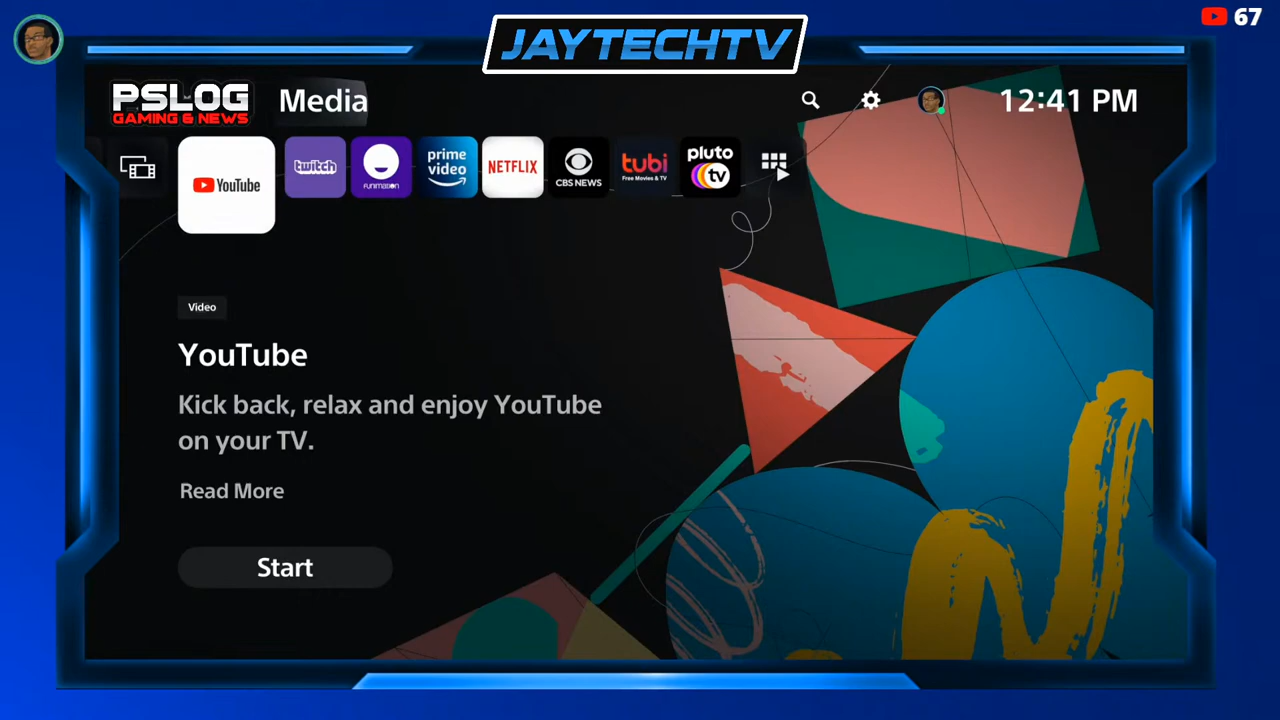 67
JAYTECHTV
PSLOG
GAMING & NEWS
Media
12:41 PM
YouTube
twitch
FUNIMATION
prime video
NETFLIX
CBS NEWS
tubi
Free Movies & TV
pluto
tv
Video
YouTube
Kick back, relax and enjoy YouTube
on your TV.
Read More
Start